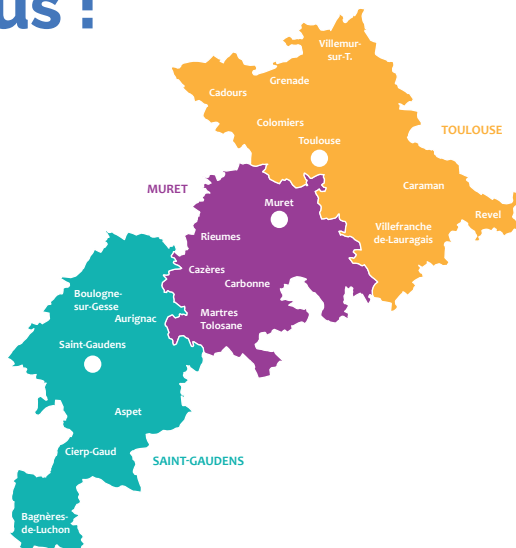 us !
Villemur-
sur-T.
Grenade
Cadours
Colomiers
TOULOUSE
Toulouse
Caraman
MURET
Muret
Revel
Villefranche
de-Lauragais
Rieumes
Cazères
Carbonne
Boulogne-
sur-Gesse
Martres
Tolosane
Aurignac
Saint-Gaudens
Aspet
Cierp-Gaud
SAINT-GAUDENS
Bagnères-
de-Luchon